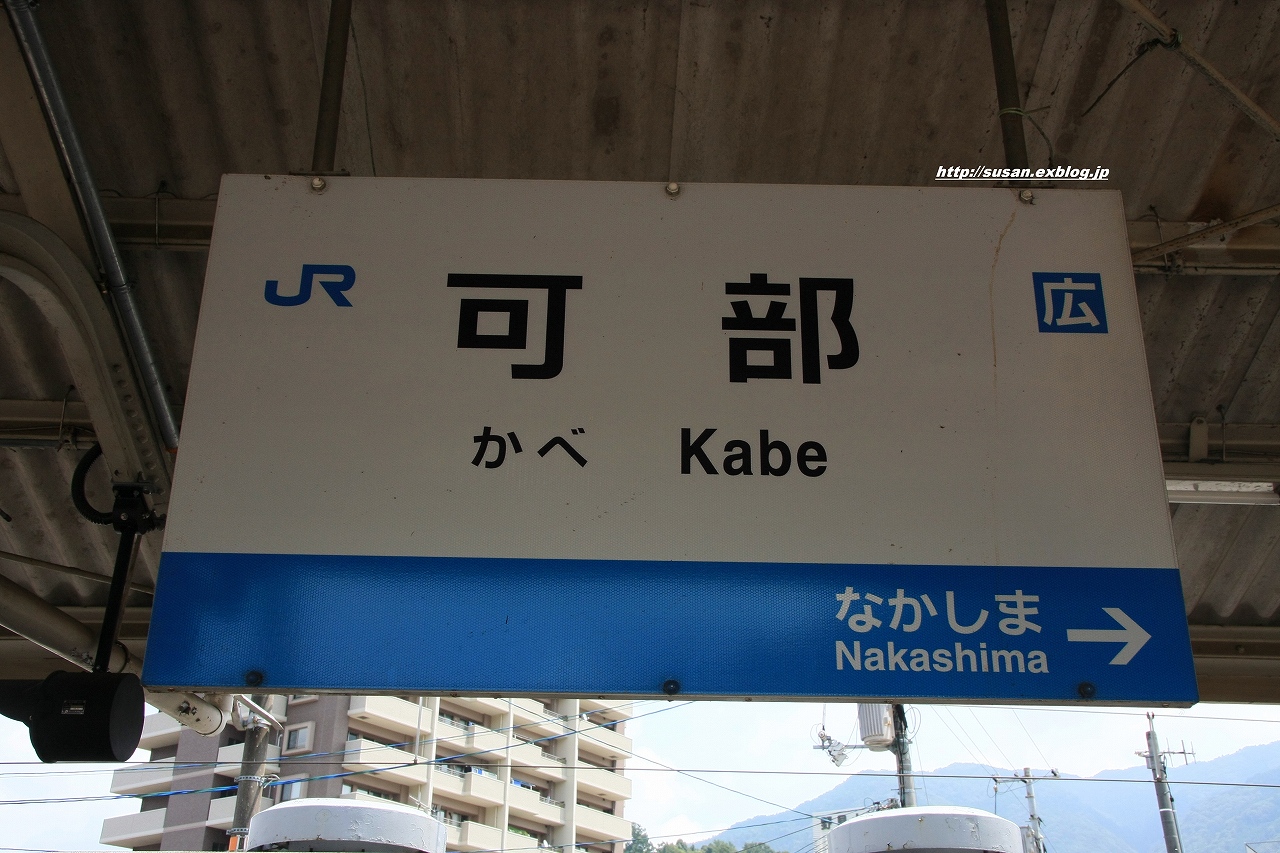 http://susan.exblog.jp
JR 可部 広
かべ Kabe
なかしま
Nakashima →